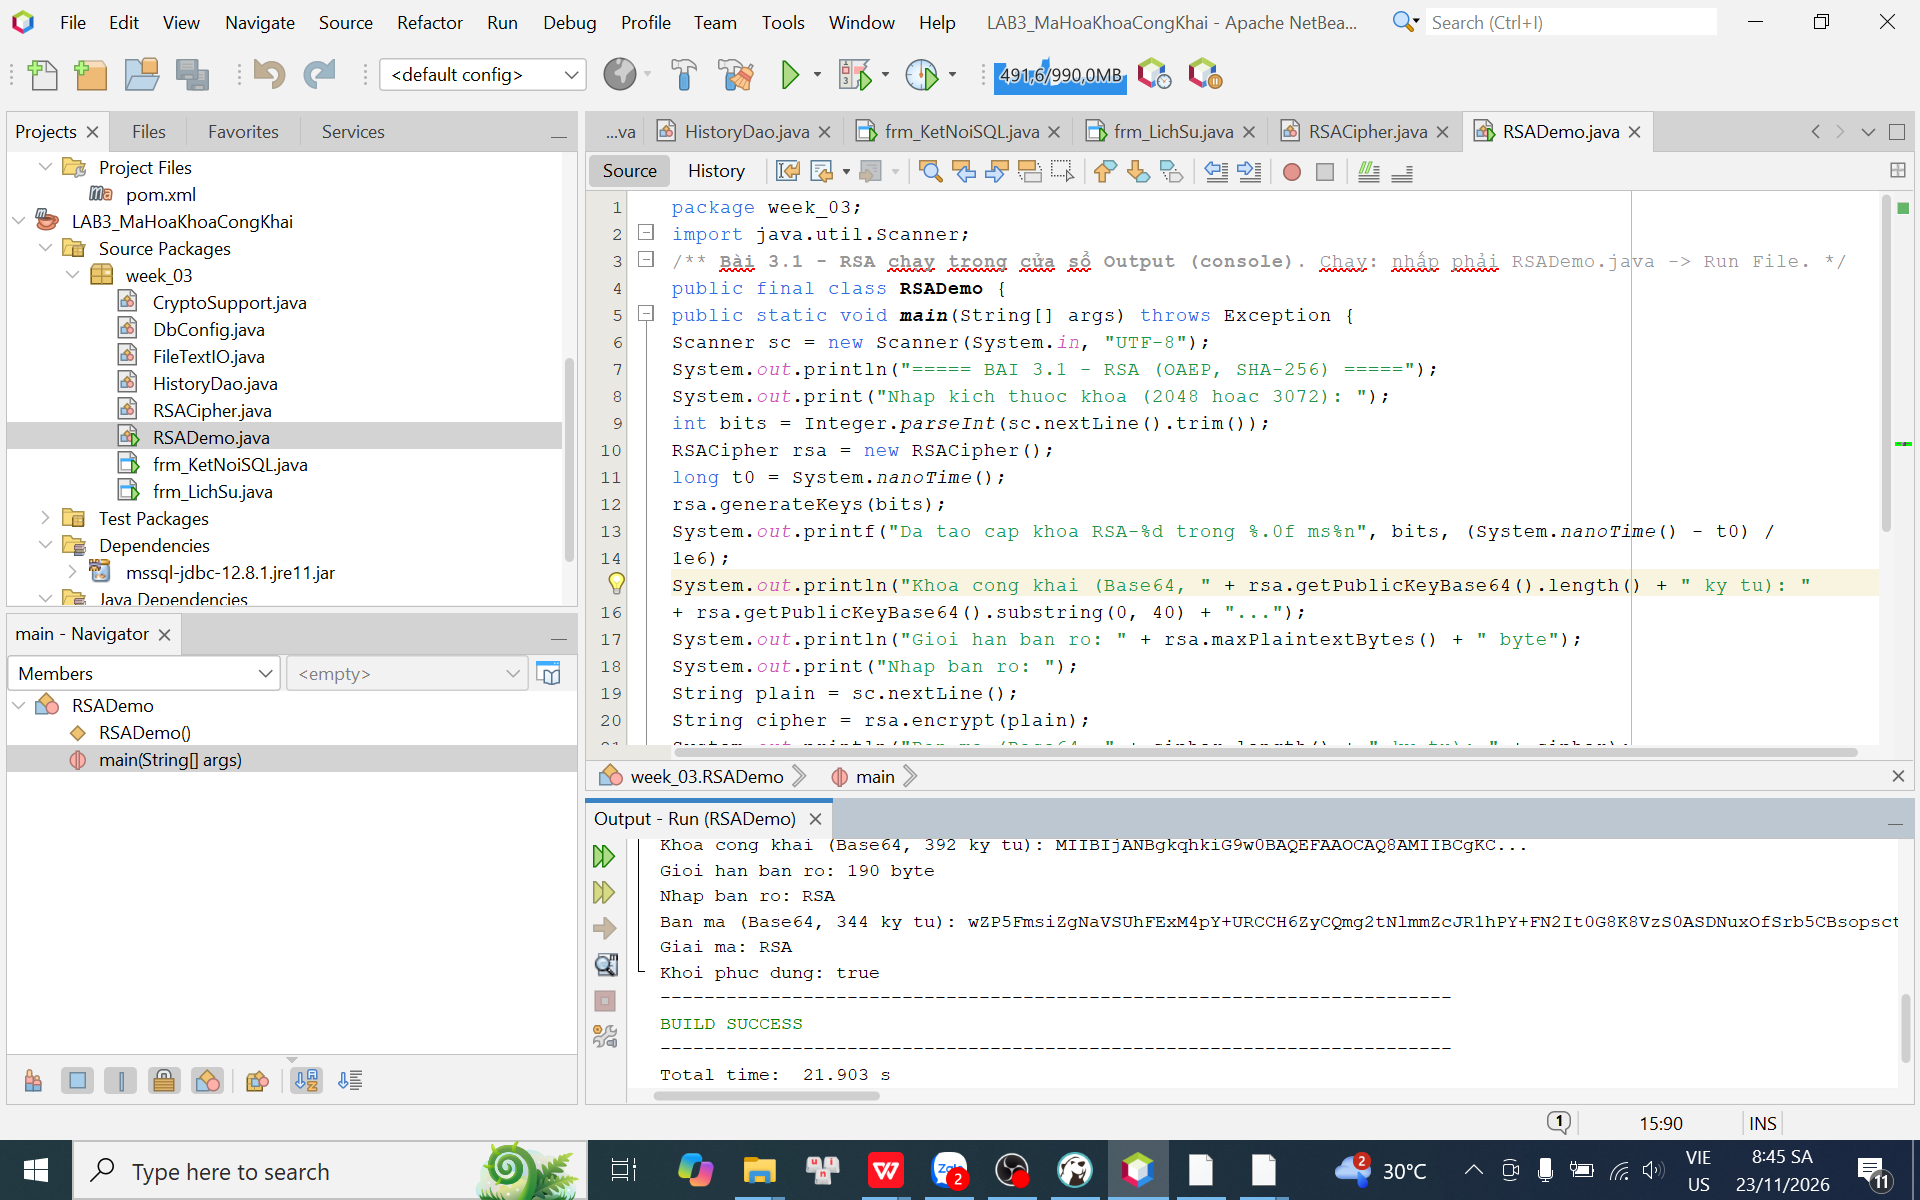 File Edit View Navigate Source Refactor Run Debug Profile Team Tools Window Help LAB3_MaHoaKhoaCongKhai - Apache NetBea... Search (Ctrl+I)
<default config> 491,6/990,0MB
Projects Files Favorites Services
Project Files
pom.xml
LAB3_MaHoaKhoaCongKhai
Source Packages
week_03
CryptoSupport.java
DbConfig.java
FileTextIO.java
HistoryDao.java
RSACipher.java
RSADemo.java
frm_KetNoiSQL.java
frm_LichSu.java
Test Packages
Dependencies
mssql-jdbc-12.8.1.jre11.jar
Java Dependencies
main - Navigator
Members <empty>
RSADemo
RSADemo()
main(String[] args)
...va HistoryDao.java frm_KetNoiSQL.java frm_LichSu.java RSACipher.java RSADemo.java
Source History
1 package week_03;
2 import java.util.Scanner;
3 /** Bài 3.1 - RSA chạy trong cửa sổ Output (console). Chạy: nhấp phải RSADemo.java -> Run File. */
4 public final class RSADemo {
5 public static void main(String[] args) throws Exception {
6 Scanner sc = new Scanner(System.in, "UTF-8");
7 System.out.println("===== BAI 3.1 - RSA (OAEP, SHA-256) =====");
8 System.out.print("Nhap kich thuoc khoa (2048 hoac 3072): ");
9 int bits = Integer.parseInt(sc.nextLine().trim());
10 RSACipher rsa = new RSACipher();
11 long t0 = System.nanoTime();
12 rsa.generateKeys(bits);
13 System.out.printf("Da tao cap khoa RSA-%d trong %.0f ms%n", bits, (System.nanoTime() - t0) /
14 1e6);
System.out.println("Khoa cong khai (Base64, " + rsa.getPublicKeyBase64().length() + " ky tu): "
16 + rsa.getPublicKeyBase64().substring(0, 40) + "...");
17 System.out.println("Gioi han ban ro: " + rsa.maxPlaintextBytes() + " byte");
18 System.out.print("Nhap ban ro: ");
19 String plain = sc.nextLine();
20 String cipher = rsa.encrypt(plain);
System.out.println("Ban ma (Base64, " + cipher.length() + " ky tu): " + cipher);
week_03.RSADemo main
Output - Run (RSADemo)
Khoa cong khai (Base64, 392 ky tu): MIIBIjANBgkqhkiG9w0BAQEFAAOCAQ8AMIIBCgKC...
Gioi han ban ro: 190 byte
Nhap ban ro: RSA
Ban ma (Base64, 344 ky tu): wZP5FmsiZgNaVSUhFExM4pY+URCCH6ZyCQmg2tNlmmZcJR1hPY+FN2It0G8K8VzS0ASDNuxOfSrb5CBsopsct
Giai ma: RSA
Khoi phuc dung: true
------------------------------------------------------------------------
BUILD SUCCESS
------------------------------------------------------------------------
Total time:  21.903 s
1 15:90 INS
Type here to search 2 2 30°C VIE US 8:45 SA 23/11/2026 11